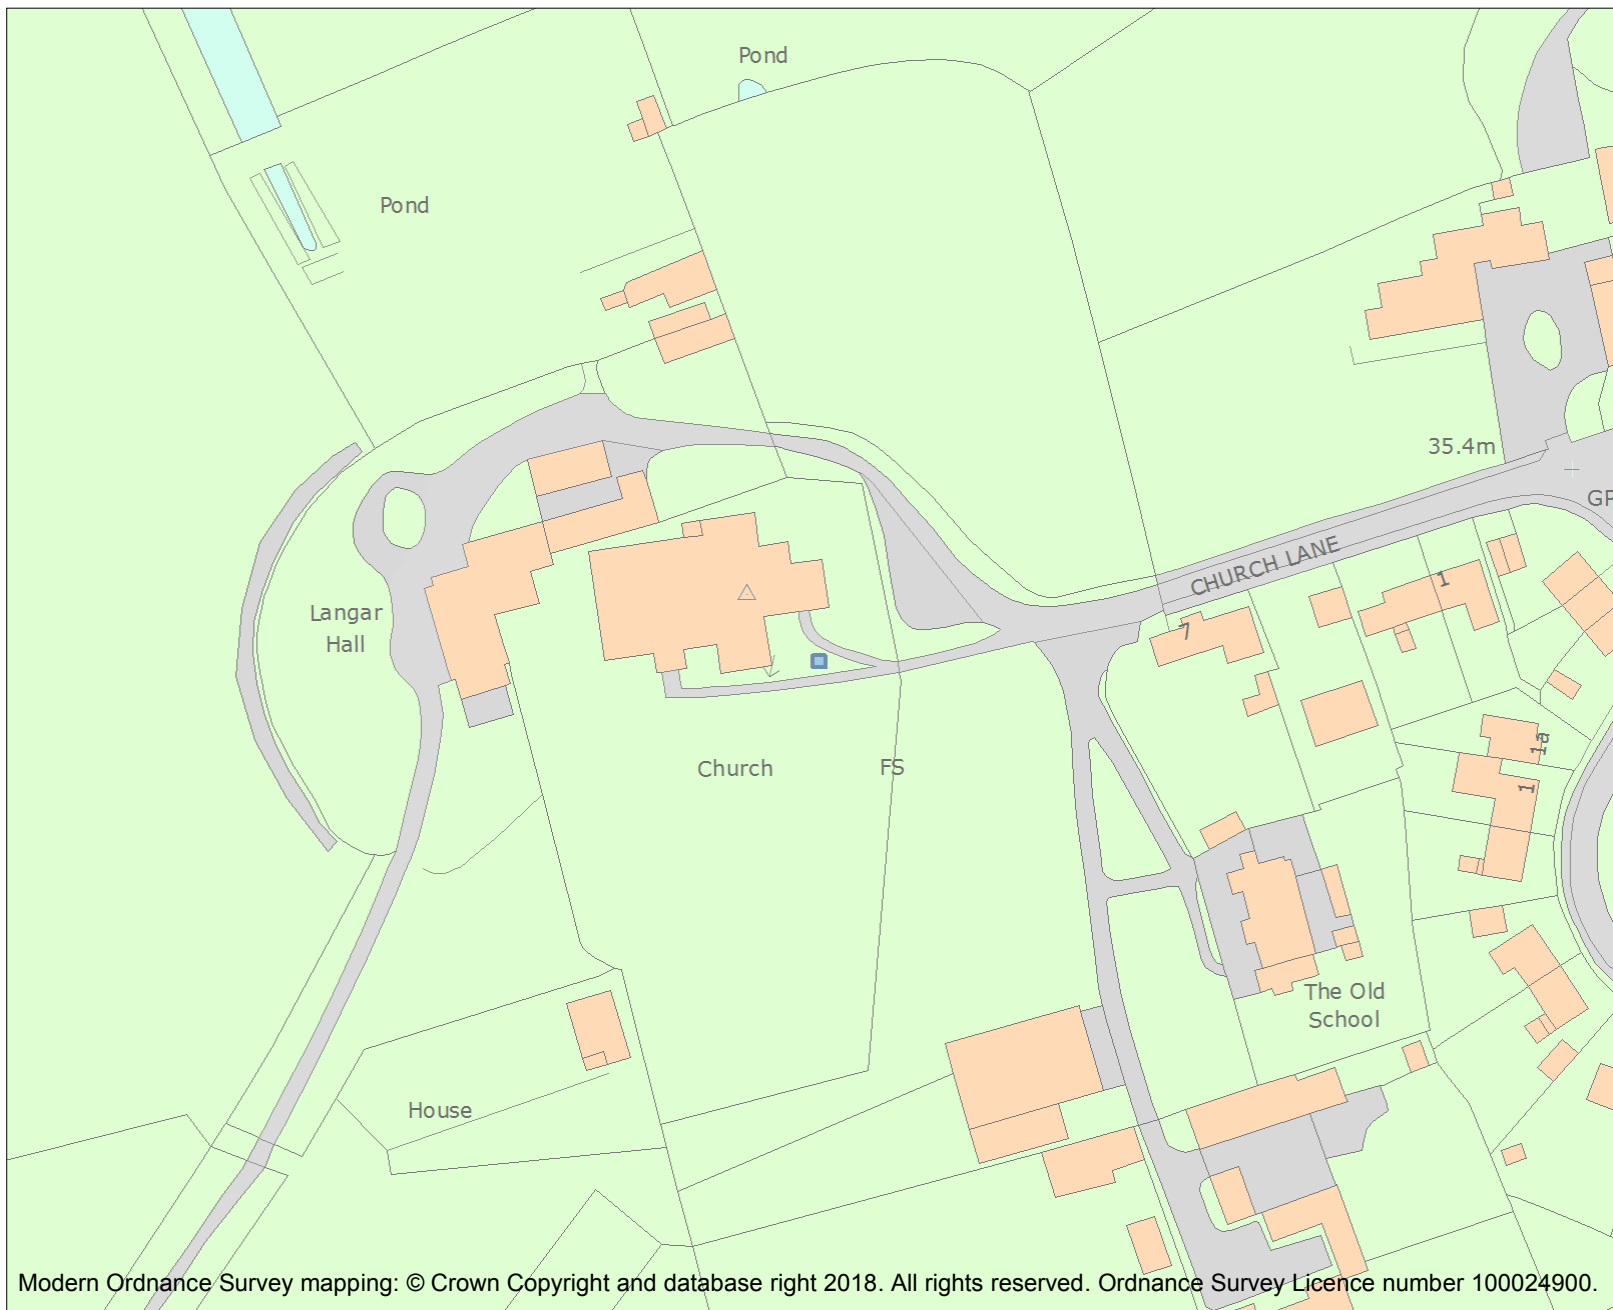 Pond
Pond
35.4m
GP
CHURCH LANE
1
7
Langar
Hall
1a
1
Church
FS
The Old
School
House
Modern Ordnance Survey mapping: © Crown Copyright and database right 2018. All rights reserved. Ordnance Survey Licence number 100024900.